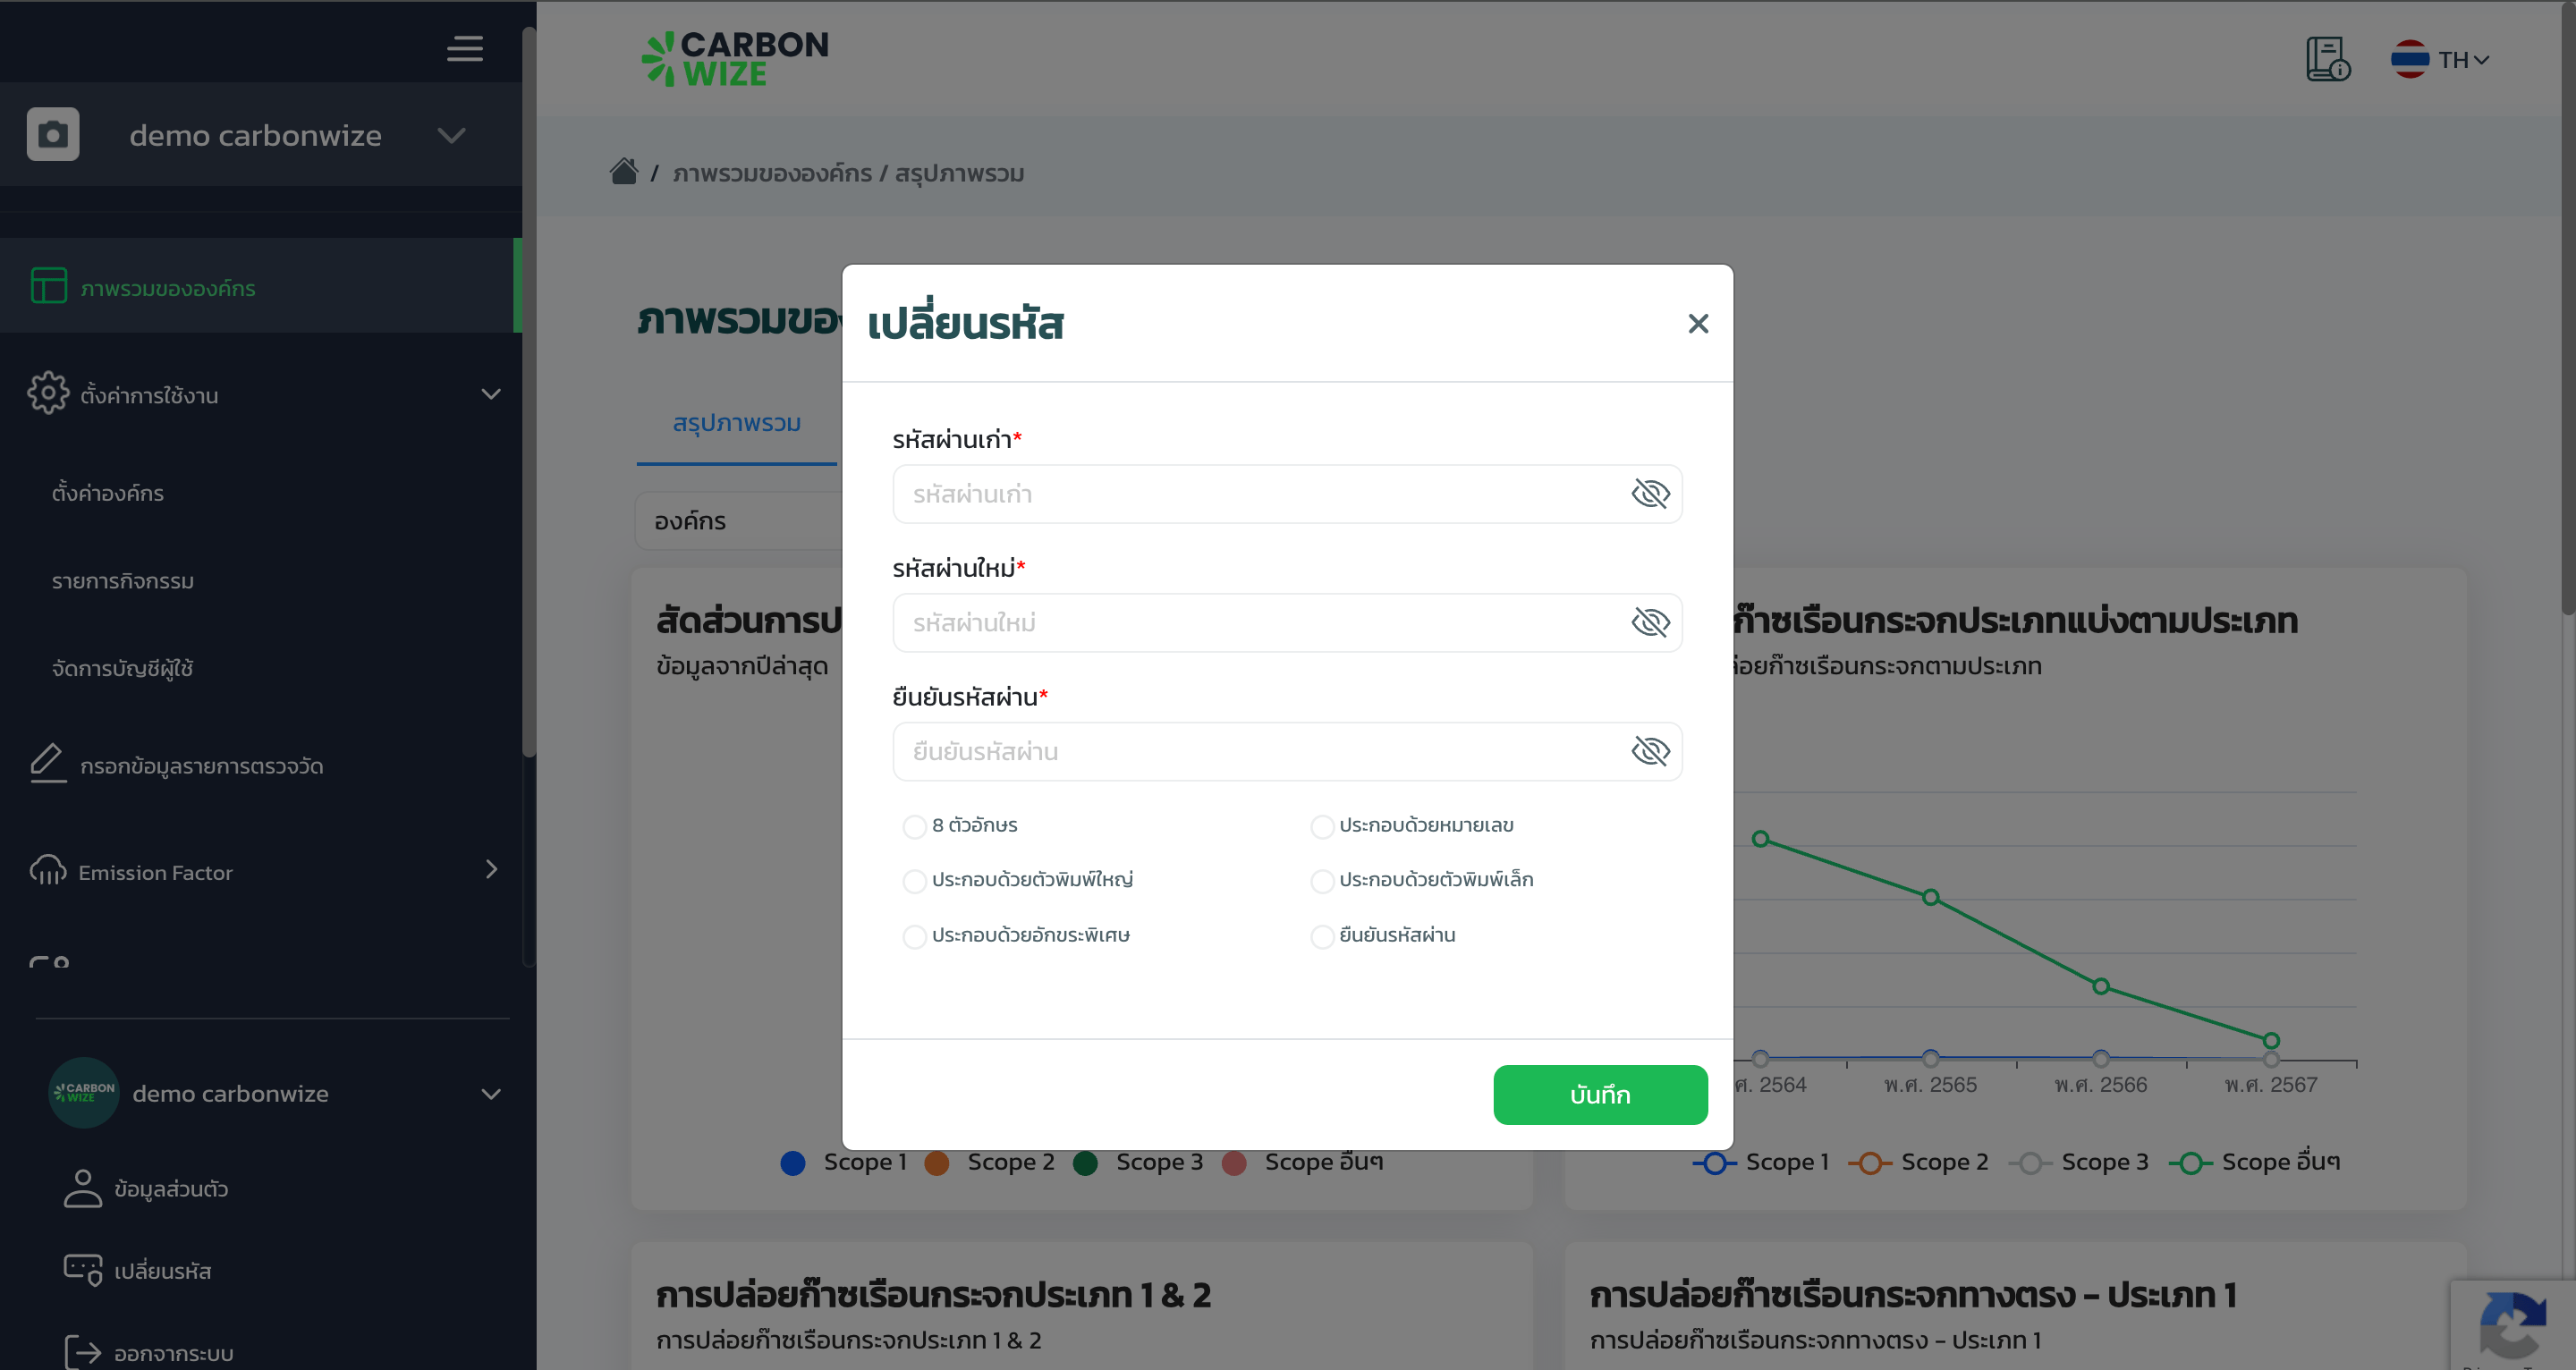 CARBON
WIZE
TH
demo carbonwize
/ ภาพรวมขององค์กร / สรุปภาพรวม
ภาพรวมขององค์กร
ตั้งค่าการใช้งาน
ตั้งค่าองค์กร
รายการกิจกรรม
จัดการบัญชีผู้ใช้
กรอกข้อมูลรายการตรวจวัด
Emission Factor
CARBON
WIZE
demo carbonwize
ข้อมูลส่วนตัว
เปลี่ยนรหัส
ออกจากระบบ
ภาพรวมของ
สรุปภาพรวม
องค์กร
สัดส่วนการป
ข้อมูลจากปีล่าสุด
เปลี่ยนรหัส
รหัสผ่านเก่า*
รหัสผ่านเก่า
รหัสผ่านใหม่*
รหัสผ่านใหม่
ยืนยันรหัสผ่าน*
ยืนยันรหัสผ่าน
8 ตัวอักษร
ประกอบด้วยหมายเลข
ประกอบด้วยตัวพิมพ์ใหญ่
ประกอบด้วยตัวพิมพ์เล็ก
ประกอบด้วยอักขระพิเศษ
ยืนยันรหัสผ่าน
บันทึก
ก๊าซเรือนกระจกประเภทแบ่งตามประเภท
่อยก๊าซเรือนกระจกตามประเภท
ศ. 2564 พ.ศ. 2565 พ.ศ. 2566 พ.ศ. 2567
Scope 1 Scope 2 Scope 3 Scope อื่นๆ
Scope 1 Scope 2 Scope 3 Scope อื่นๆ
การปล่อยก๊าซเรือนกระจกประเภท 1 & 2
การปล่อยก๊าซเรือนกระจกประเภท 1 & 2
การปล่อยก๊าซเรือนกระจกทางตรง - ประเภท 1
การปล่อยก๊าซเรือนกระจกทางตรง - ประเภท 1